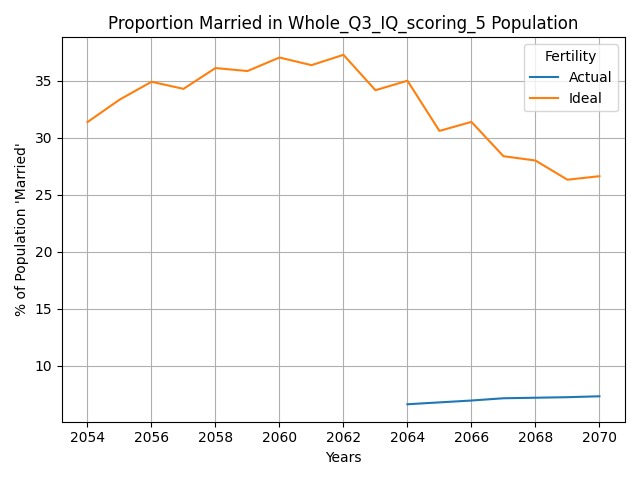 Proportion Married in Whole_Q3_IQ_scoring_5 Population
Fertility
Actual
Ideal
% of Population 'Married'
35
30
25
20
15
10
2054 2056 2058 2060 2062 2064 2066 2068 2070
Years